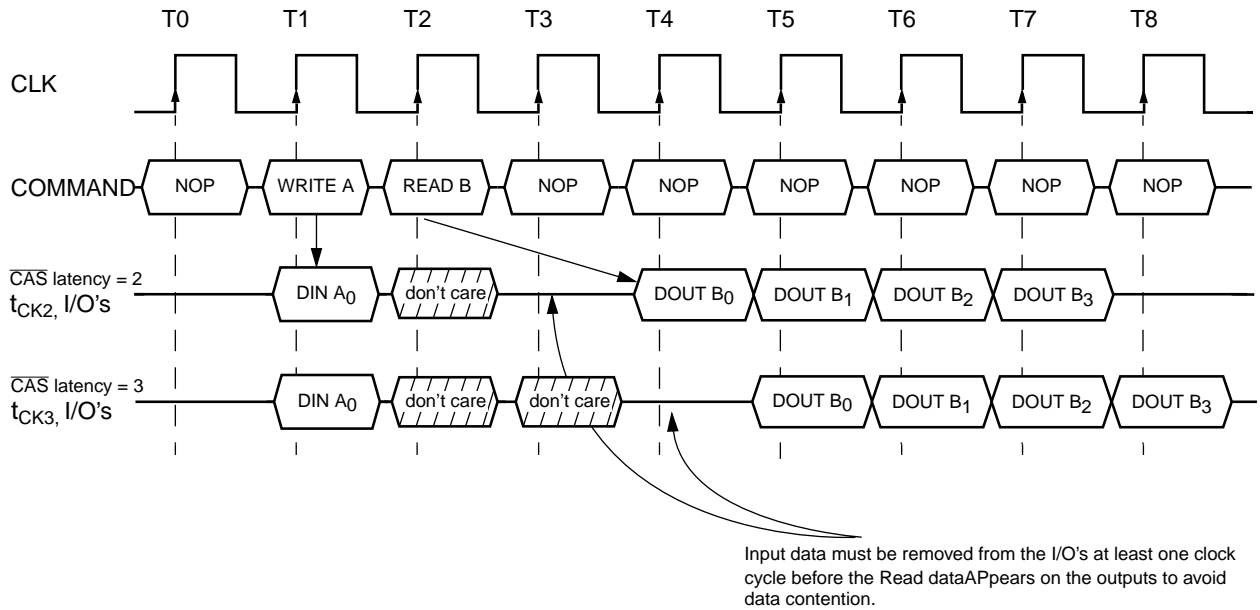 T0 T1 T2 T3 T4 T5 T6 T7 T8
CLK
COMMAND NOP WRITE A READ B NOP NOP NOP NOP NOP NOP
CAS latency = 2
tCK2, I/O's DIN A0 don't care DOUT B0 DOUT B1 DOUT B2 DOUT B3
CAS latency = 3
tCK3, I/O's DIN A0 don't care don't care DOUT B0 DOUT B1 DOUT B2 DOUT B3
Input data must be removed from the I/O's at least one clock
cycle before the Read dataAPpears on the outputs to avoid
data contention.